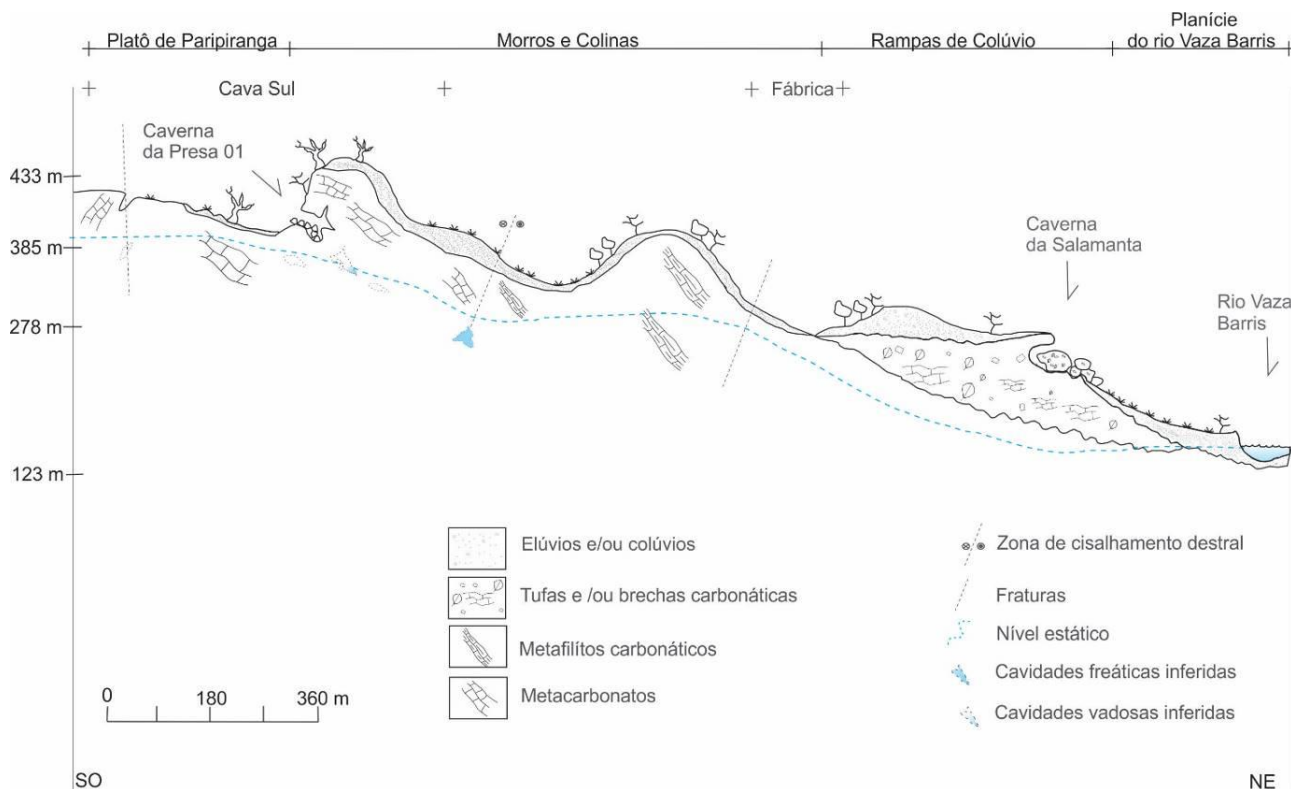 Platô de Paripiranga
Morros e Colinas
Rampas de Colúvio
Planície
do rio Vaza Barris
Cava Sul
Fábrica
Caverna
da Presa 01
433 m
385 m
278 m
123 m
Caverna
da Salamanta
Rio Vaza
Barris
Elúvios e/ou colúvios
Tufas e /ou brechas carbonáticas
Metafilítos carbonáticos
Metacarbonatos
Zona de cisalhamento destral
Fraturas
Nível estático
Cavidades freáticas inferidas
Cavidades vadosas inferidas
0 180 360 m
SO
NE